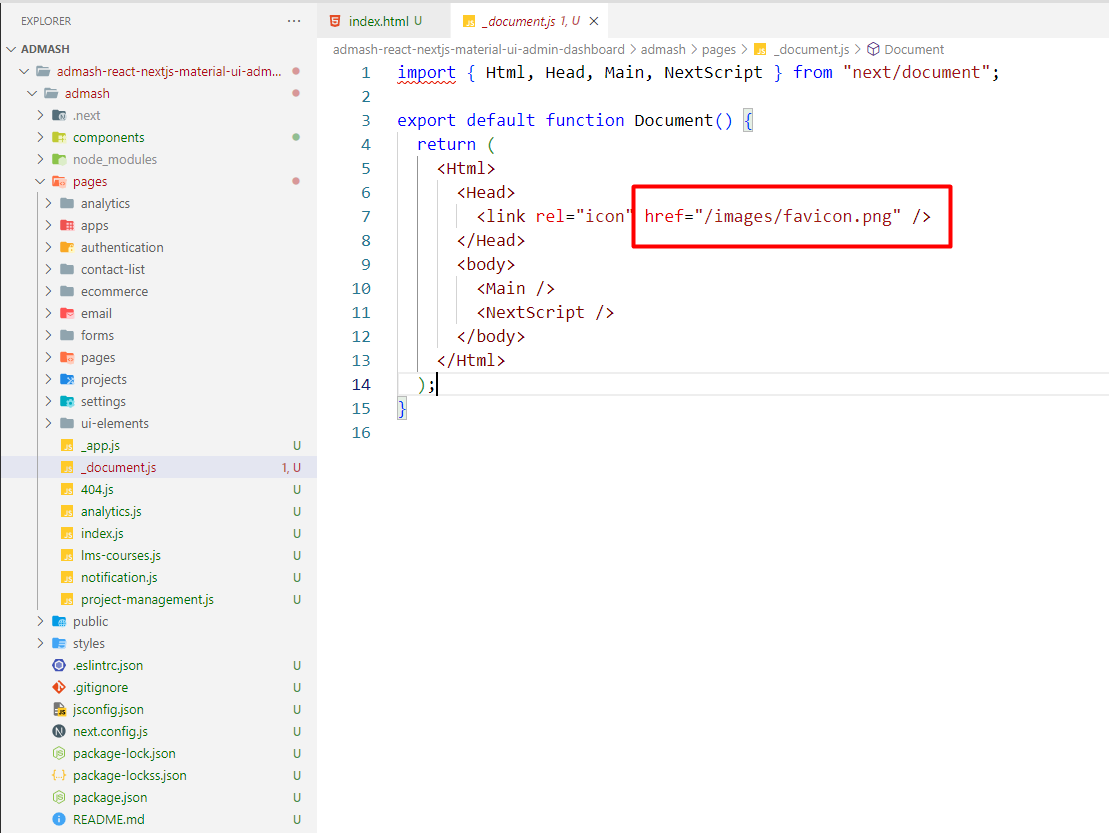 EXPLORER
ADMASH
admash-react-nextjs-material-ui-adm...
admash
.next
components
node_modules
pages
analytics
apps
authentication
contact-list
ecommerce
email
forms
pages
projects
settings
ui-elements
_app.js U
_document.js 1, U
404.js U
analytics.js U
index.js U
lms-courses.js U
notification.js U
project-management.js U
public
styles
.eslintrc.json U
.gitignore U
jsconfig.json U
next.config.js U
package-lock.json U
package-lockss.json U
package.json U
README.md U
index.html U
_document.js 1, U
admash-react-nextjs-material-ui-admin-dashboard > admash > pages > _document.js > Document
1 import { Html, Head, Main, NextScript } from "next/document";
2
3 export default function Document() {
4 return (
5 <Html>
6 <Head>
7 <link rel="icon" href="/images/favicon.png" />
8 </Head>
9 <body>
10 <Main />
11 <NextScript />
12 </body>
13 </Html>
14 );
15 }
16